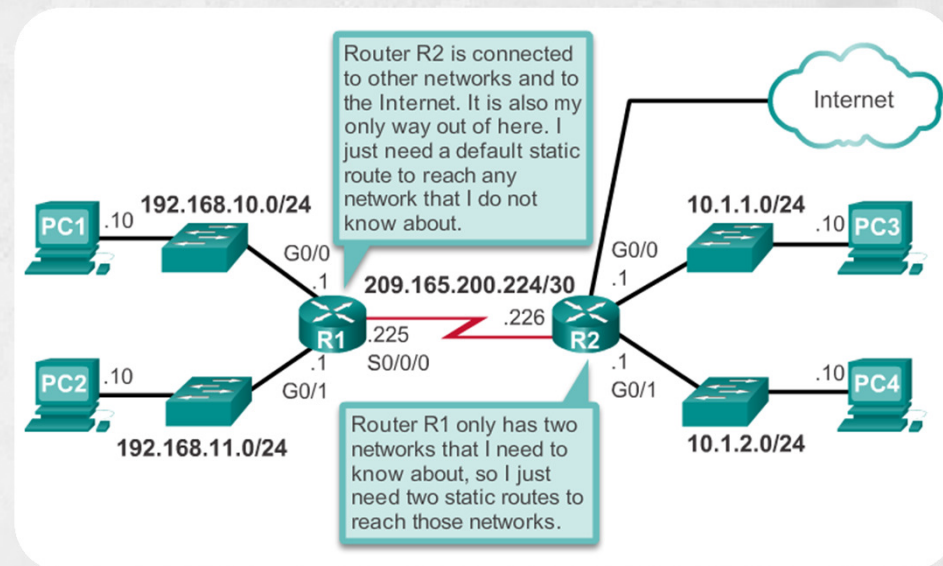 Router R2 is connected
to other networks and to
the Internet. It is also my
only way out of here. I
just need a default static
route to reach any
network that I do not
know about.
Internet
192.168.10.0/24
10.1.1.0/24
PC1
.10
.10
PC3
G0/0
G0/0
.1
.1
209.165.200.224/30
.226
R1
.225
R2
S0/0/0
.1
.1
PC2
.10
.10
PC4
G0/1
G0/1
192.168.11.0/24
10.1.2.0/24
Router R1 only has two
networks that I need to
know about, so I just
need two static routes to
reach those networks.